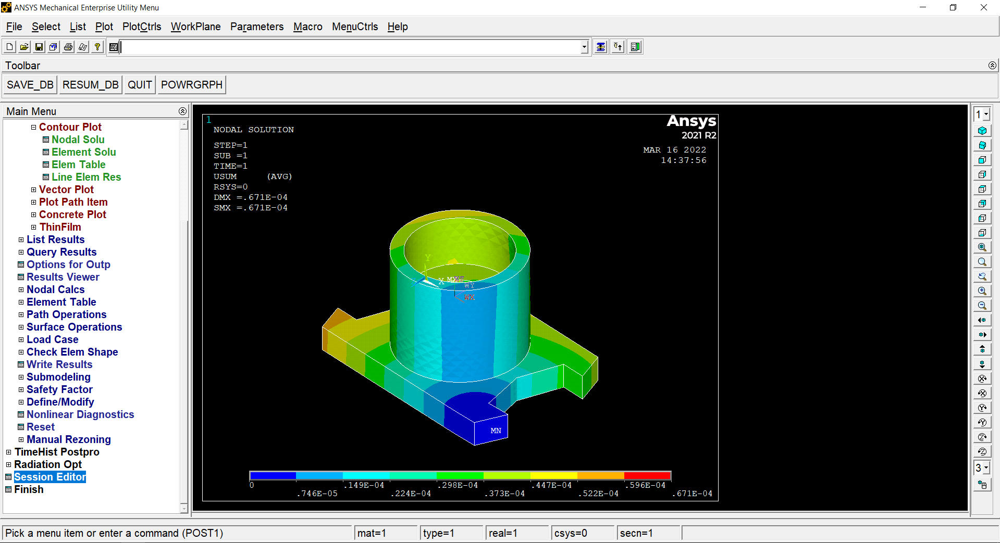 ANSYS Mechanical Enterprise Utility Menu
File Select List Plot PlotCtrls WorkPlane Parameters Macro MenuCtrls Help
Toolbar
SAVE_DB RESUM_DB QUIT POWRGRPH
Main Menu
Contour Plot
Nodal Solu
Element Solu
Elem Table
Line Elem Res
Vector Plot
Plot Path Item
Concrete Plot
ThinFilm
List Results
Query Results
Options for Outp
Results Viewer
Nodal Calcs
Element Table
Path Operations
Surface Operations
Load Case
Check Elem Shape
Write Results
Submodeling
Safety Factor
Define/Modify
Nonlinear Diagnostics
Reset
Manual Rezoning
TimeHist Postpro
Radiation Opt
Session Editor
Finish
1
NODAL SOLUTION
STEP=1
SUB =1
TIME=1
USUM (AVG)
RSYS=0
DMX =.671E-04
SMX =.671E-04
Ansys
2021 R2
MAR 16 2022
14:37:56
Y
X
WY
WX
MN
0 .149E-04 .298E-04 .447E-04 .596E-04
.746E-05 .224E-04 .373E-04 .522E-04 .671E-04
1
3
Pick a menu item or enter a command (POST1) mat=1 type=1 real=1 csys=0 secn=1